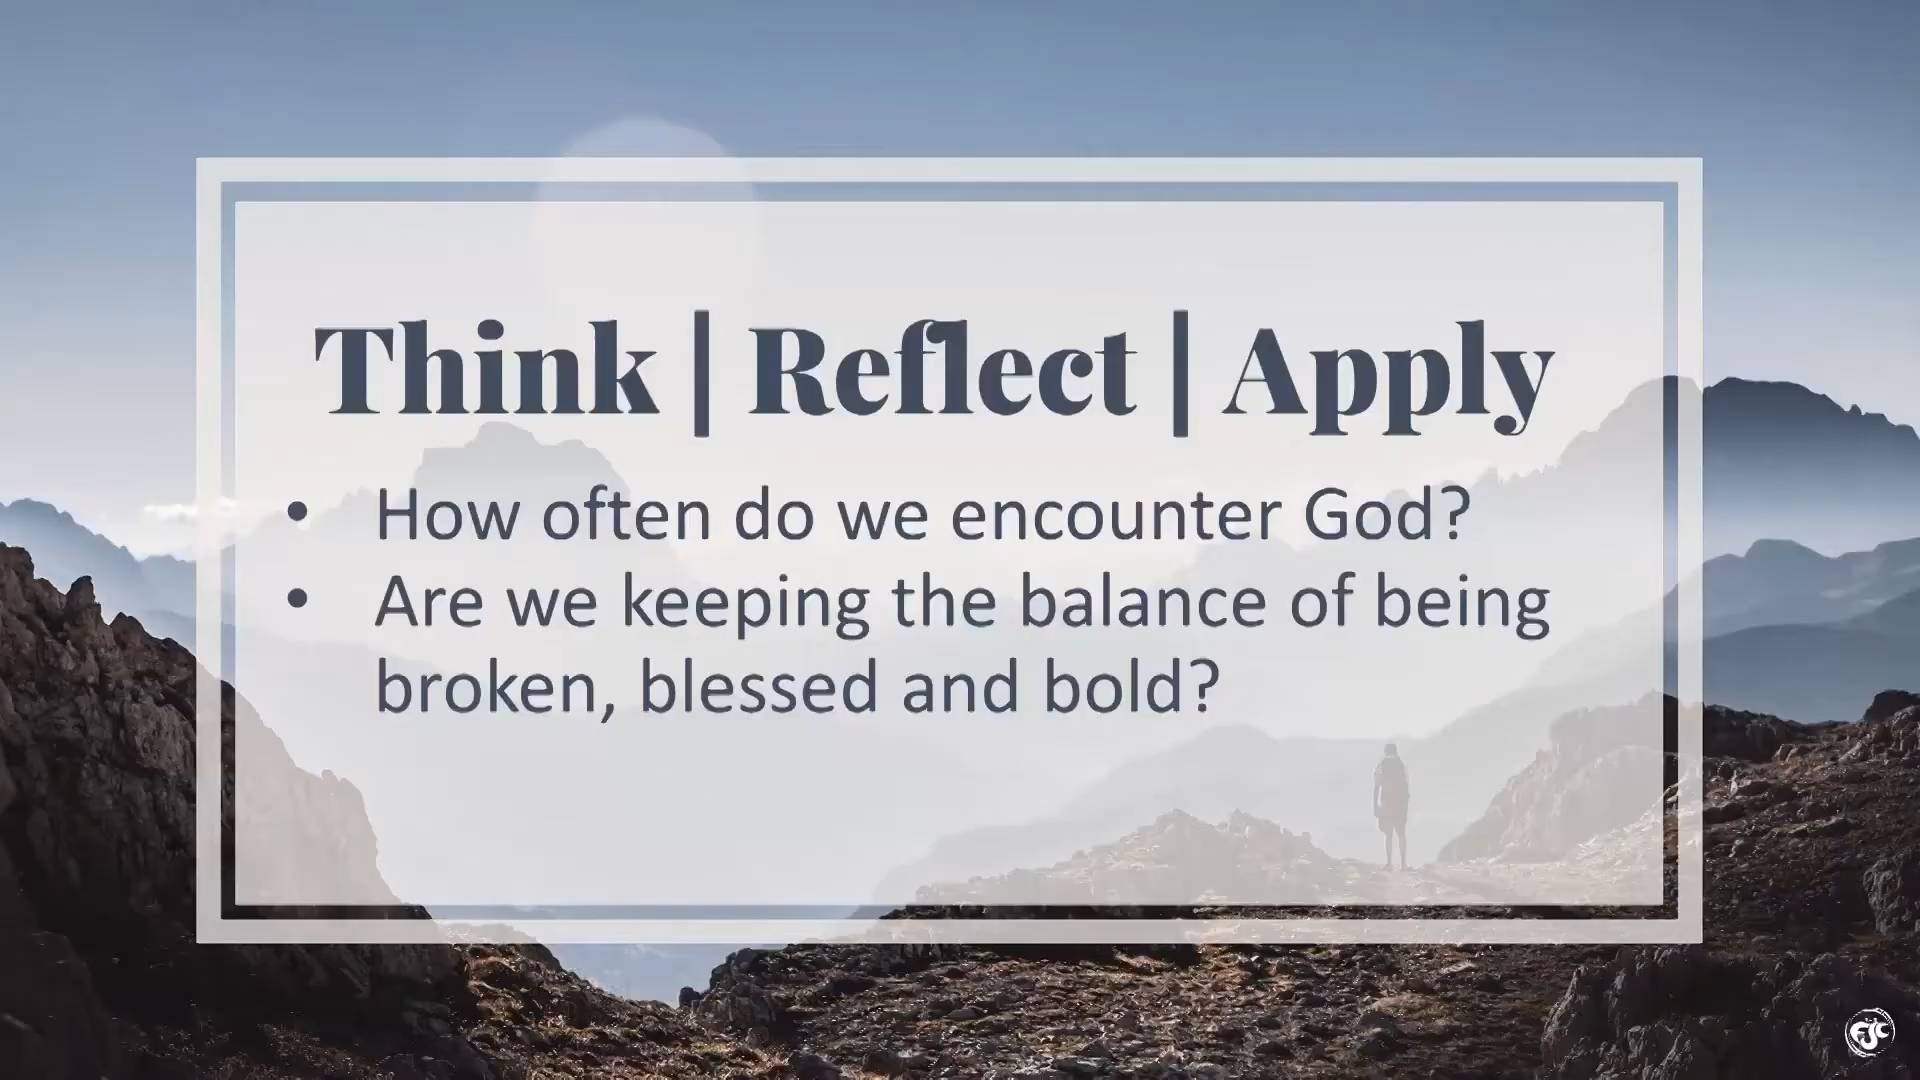 Think | Reflect | Apply
• How often do we encounter God?
• Are we keeping the balance of being
broken, blessed and bold?
FJC